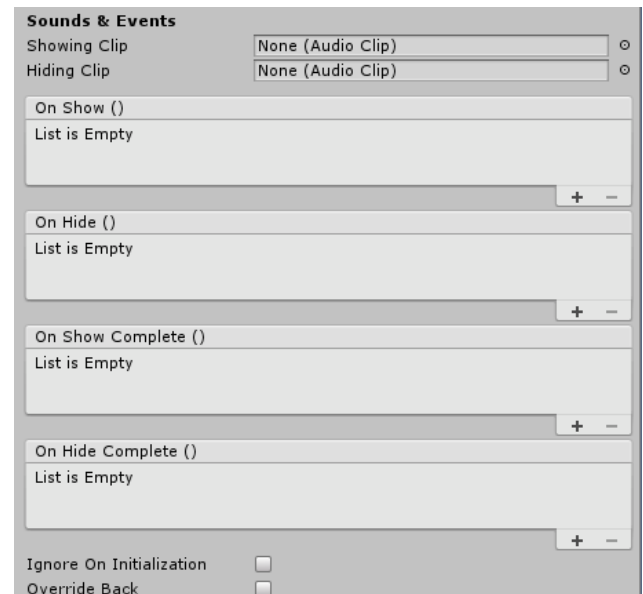 Sounds & Events
Showing Clip None (Audio Clip)
Hiding Clip None (Audio Clip)
On Show ()
List is Empty
+ −
On Hide ()
List is Empty
+ −
On Show Complete ()
List is Empty
+ −
On Hide Complete ()
List is Empty
+ −
Ignore On Initialization
Override Back